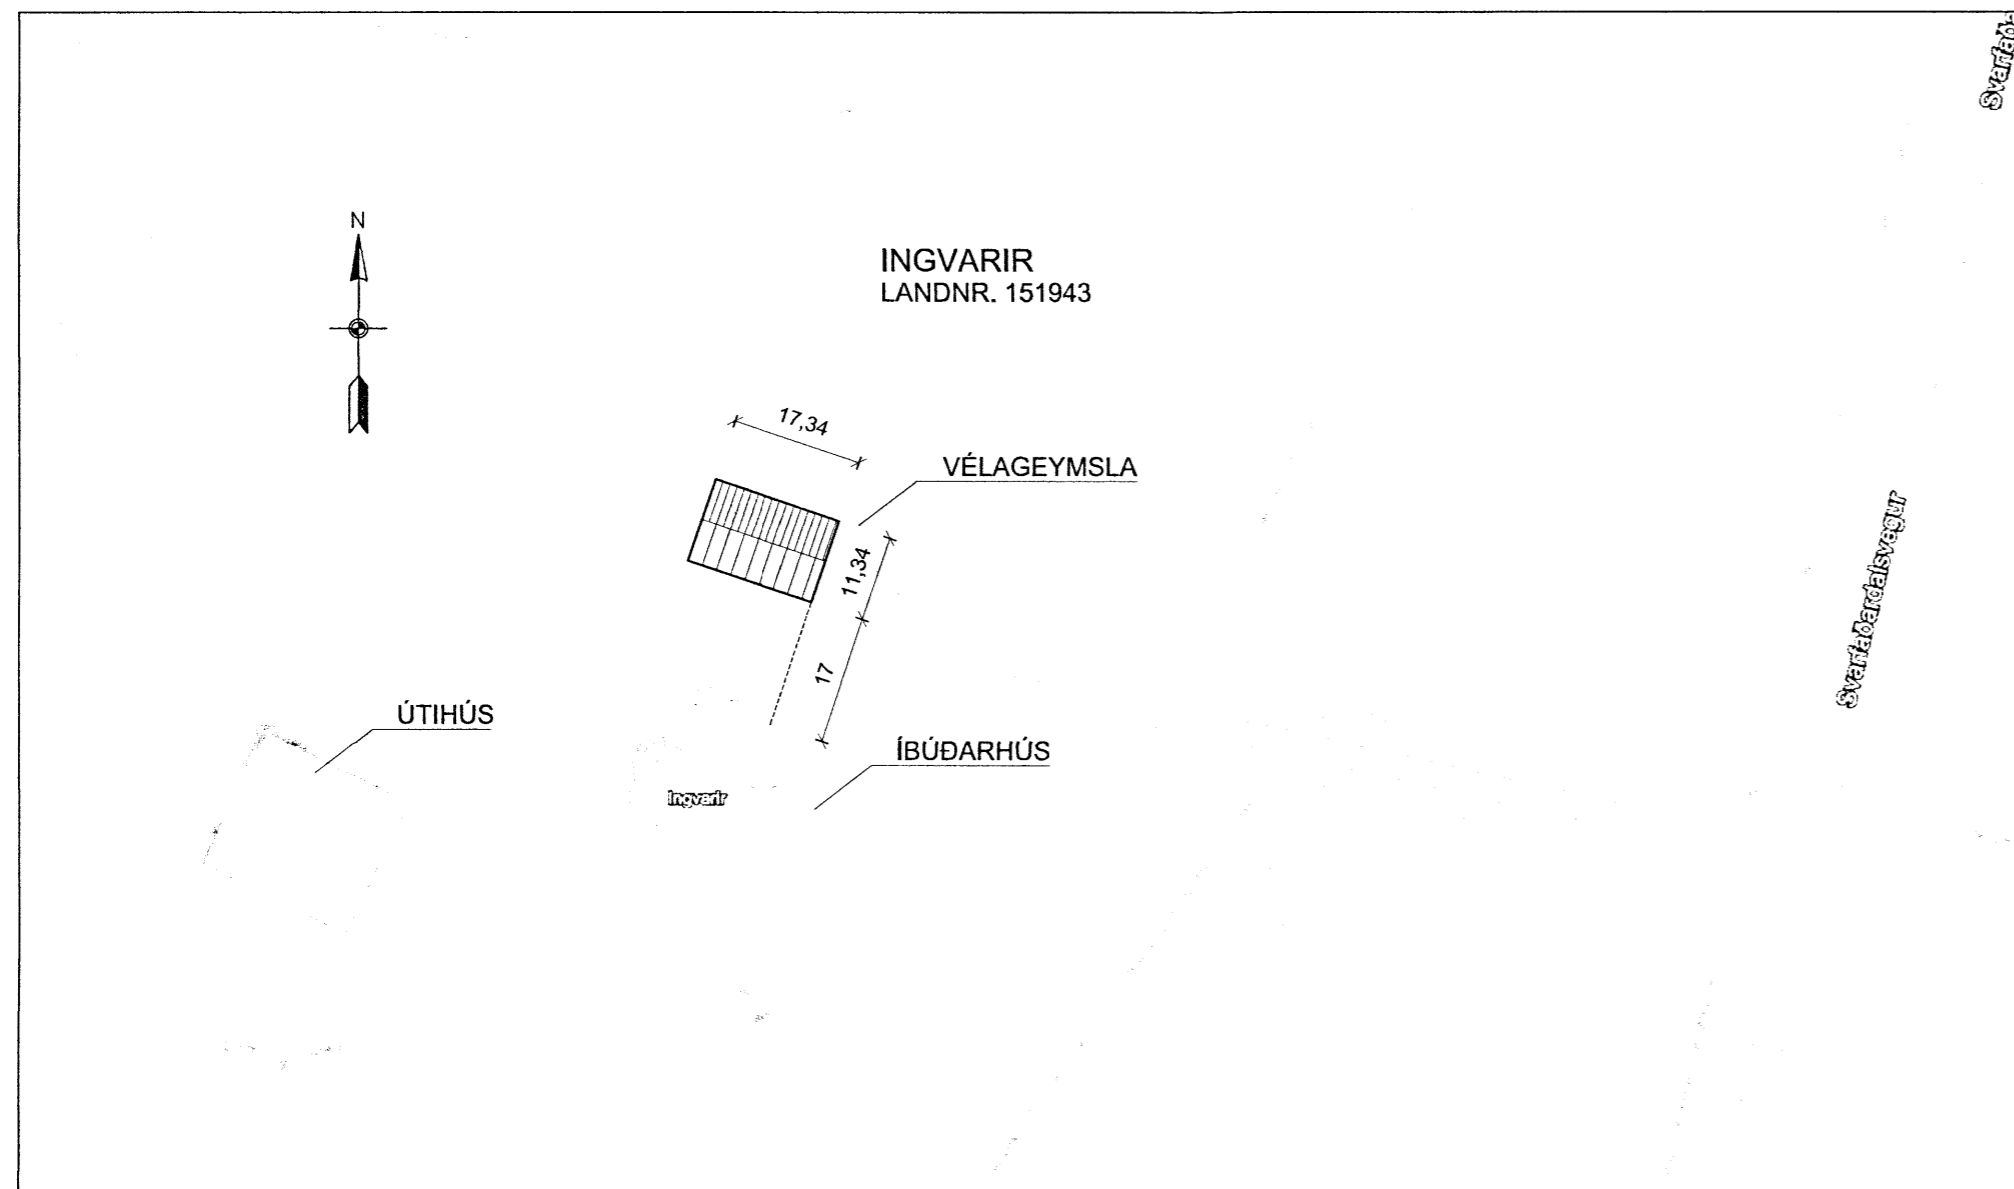 N
INGVARIR
LANDNR. 151943
17,34
VÉLAGEYMSLA
11,34
17
Svarfaðardalsvegur
ÚTIHÚS
ÍBÚÐARHÚS
Ingvarir